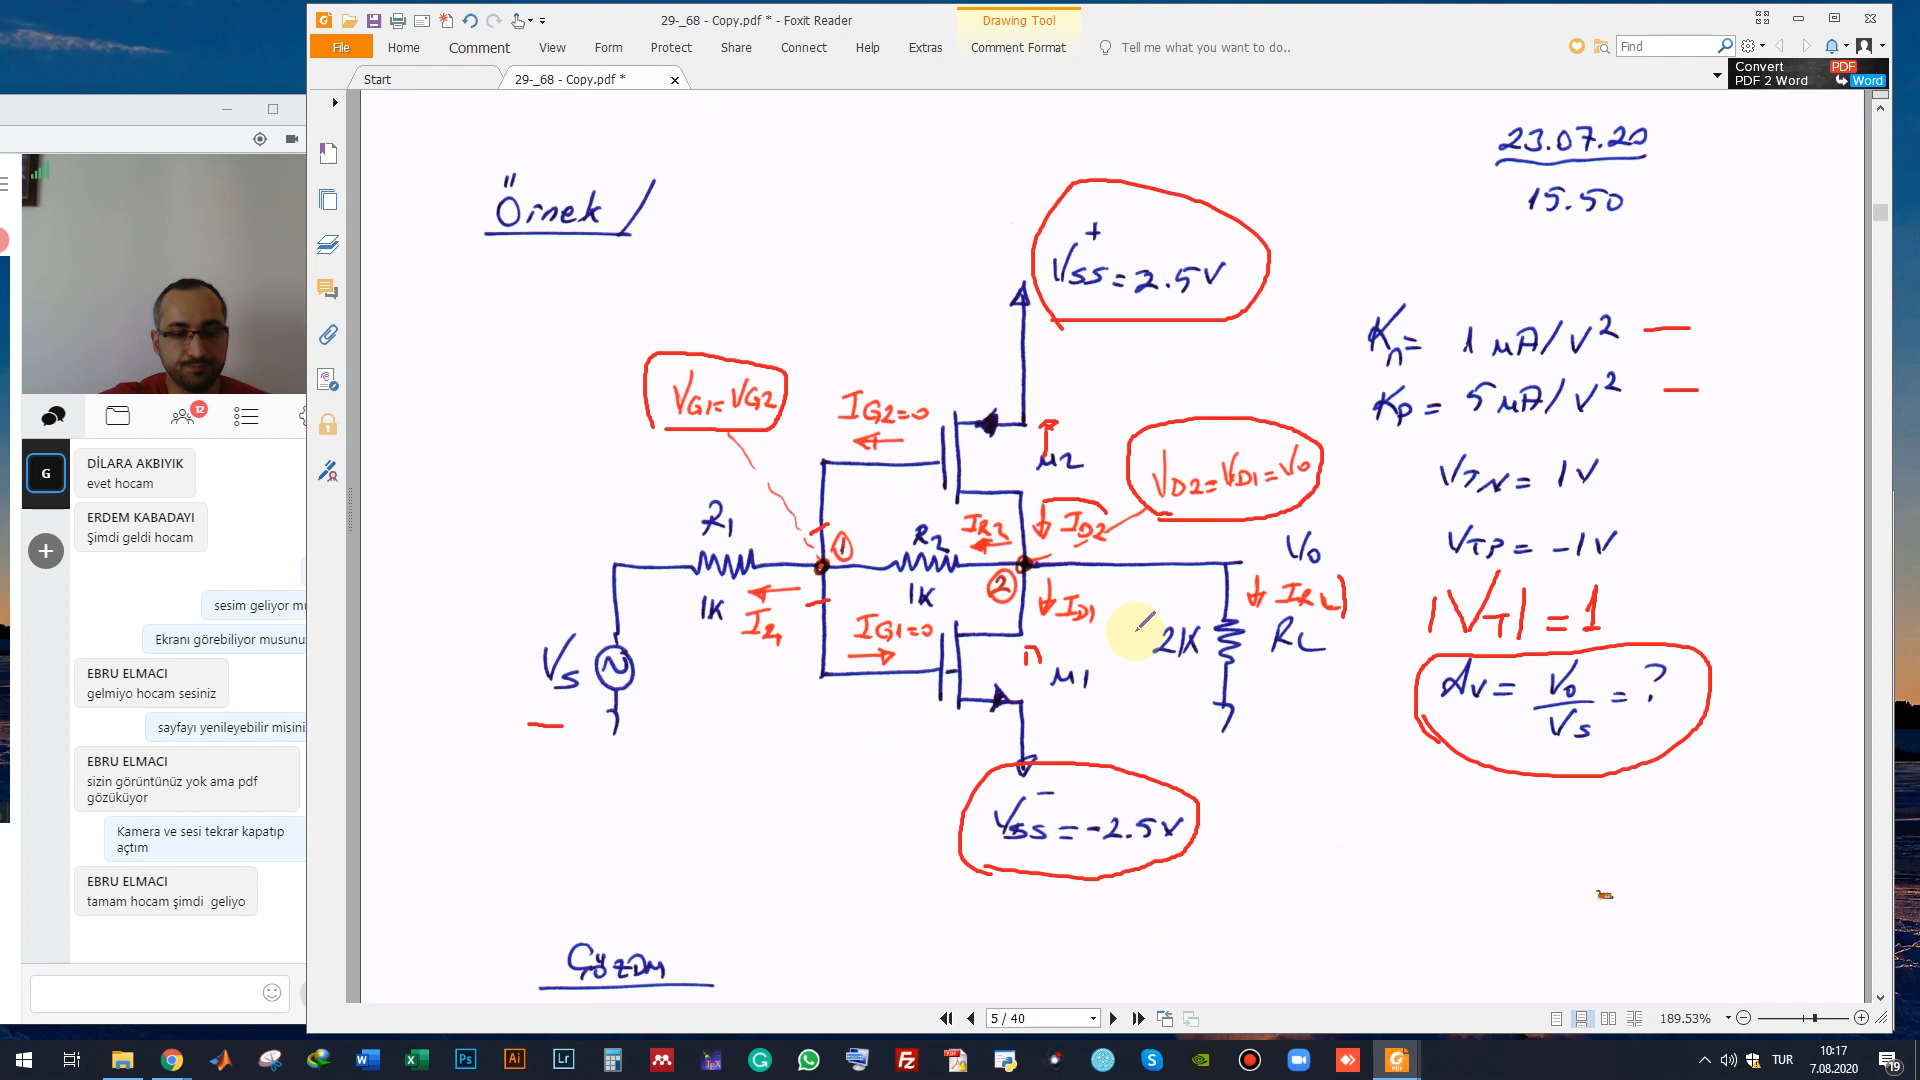 29-_68 - Copy.pdf * - Foxit Reader
Drawing Tool
File Home Comment View Form Protect Share Connect Help Extras Comment Format Tell me what you want to do.. Find
Start 29-_68 - Copy.pdf *
Convert PDF
PDF 2 Word Word
23.07.20
15.50
Örnek /
VSS+ = 2.5V
Kn = 1 mA/V²
Kp = 5 mA/V²
VTN = 1V
VTP = -1V
|VT| = 1
Av = Vo/Vs = ?
VG1=VG2
IG2=0
M2
VD2=VD1=Vo
R1
1K
IR1
1
R2
1K
IR2
2
ID2
ID1
Vo
IRL
2K
RL
IG1=0
M1
Vs
VSS- = -2.5V
Çözüm
12
G
DİLARA AKBIYIK
evet hocam
ERDEM KABADAYI
Şimdi geldi hocam
sesim geliyor mu
Ekranı görebiliyor musunu
EBRU ELMACI
gelmiyo hocam sesiniz
sayfayı yenileyebilir misini
EBRU ELMACI
sizin görüntünüz yok ama pdf
gözüküyor
Kamera ve sesi tekrar kapatıp
açtım
EBRU ELMACI
tamam hocam şimdi geliyo
5 / 40
189.53%
TUR
10:17
7.08.2020
19